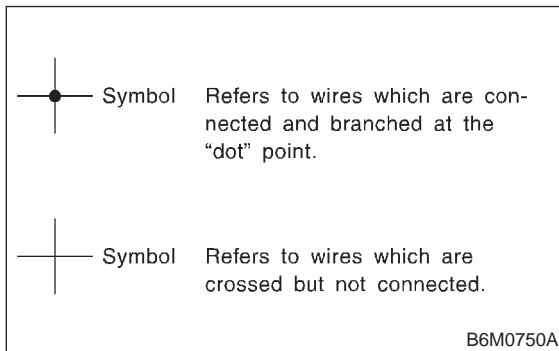 Symbol Refers to wires which are con-
nected and branched at the
“dot” point.
Symbol Refers to wires which are
crossed but not connected.
B6M0750A